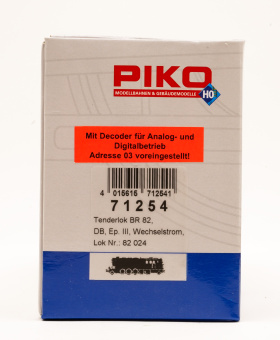 PIKO
MODELLBAHNEN & GEBÄUDEMODELLE
HO
Mit Decoder für Analog- und
Digitalbetrieb
Adresse 03 voreingestellt!
4 015615 712541
71254
Tenderlok BR 82,
DB, Ep. III, Wechselstrom,
Lok Nr.: 82 024